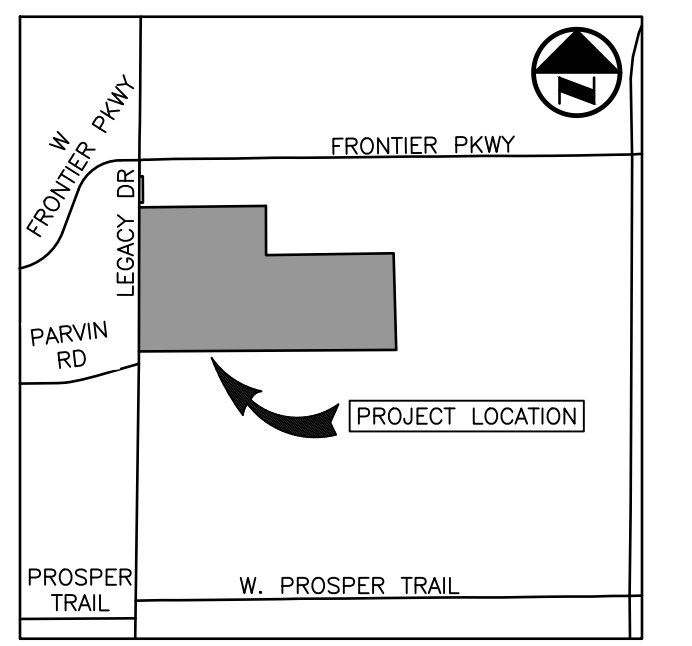 W
FRONTIER PKWY
FRONTIER PKWY
LEGACY DR
PARVIN
RD
PROJECT LOCATION
PROSPER
TRAIL
W. PROSPER TRAIL
N